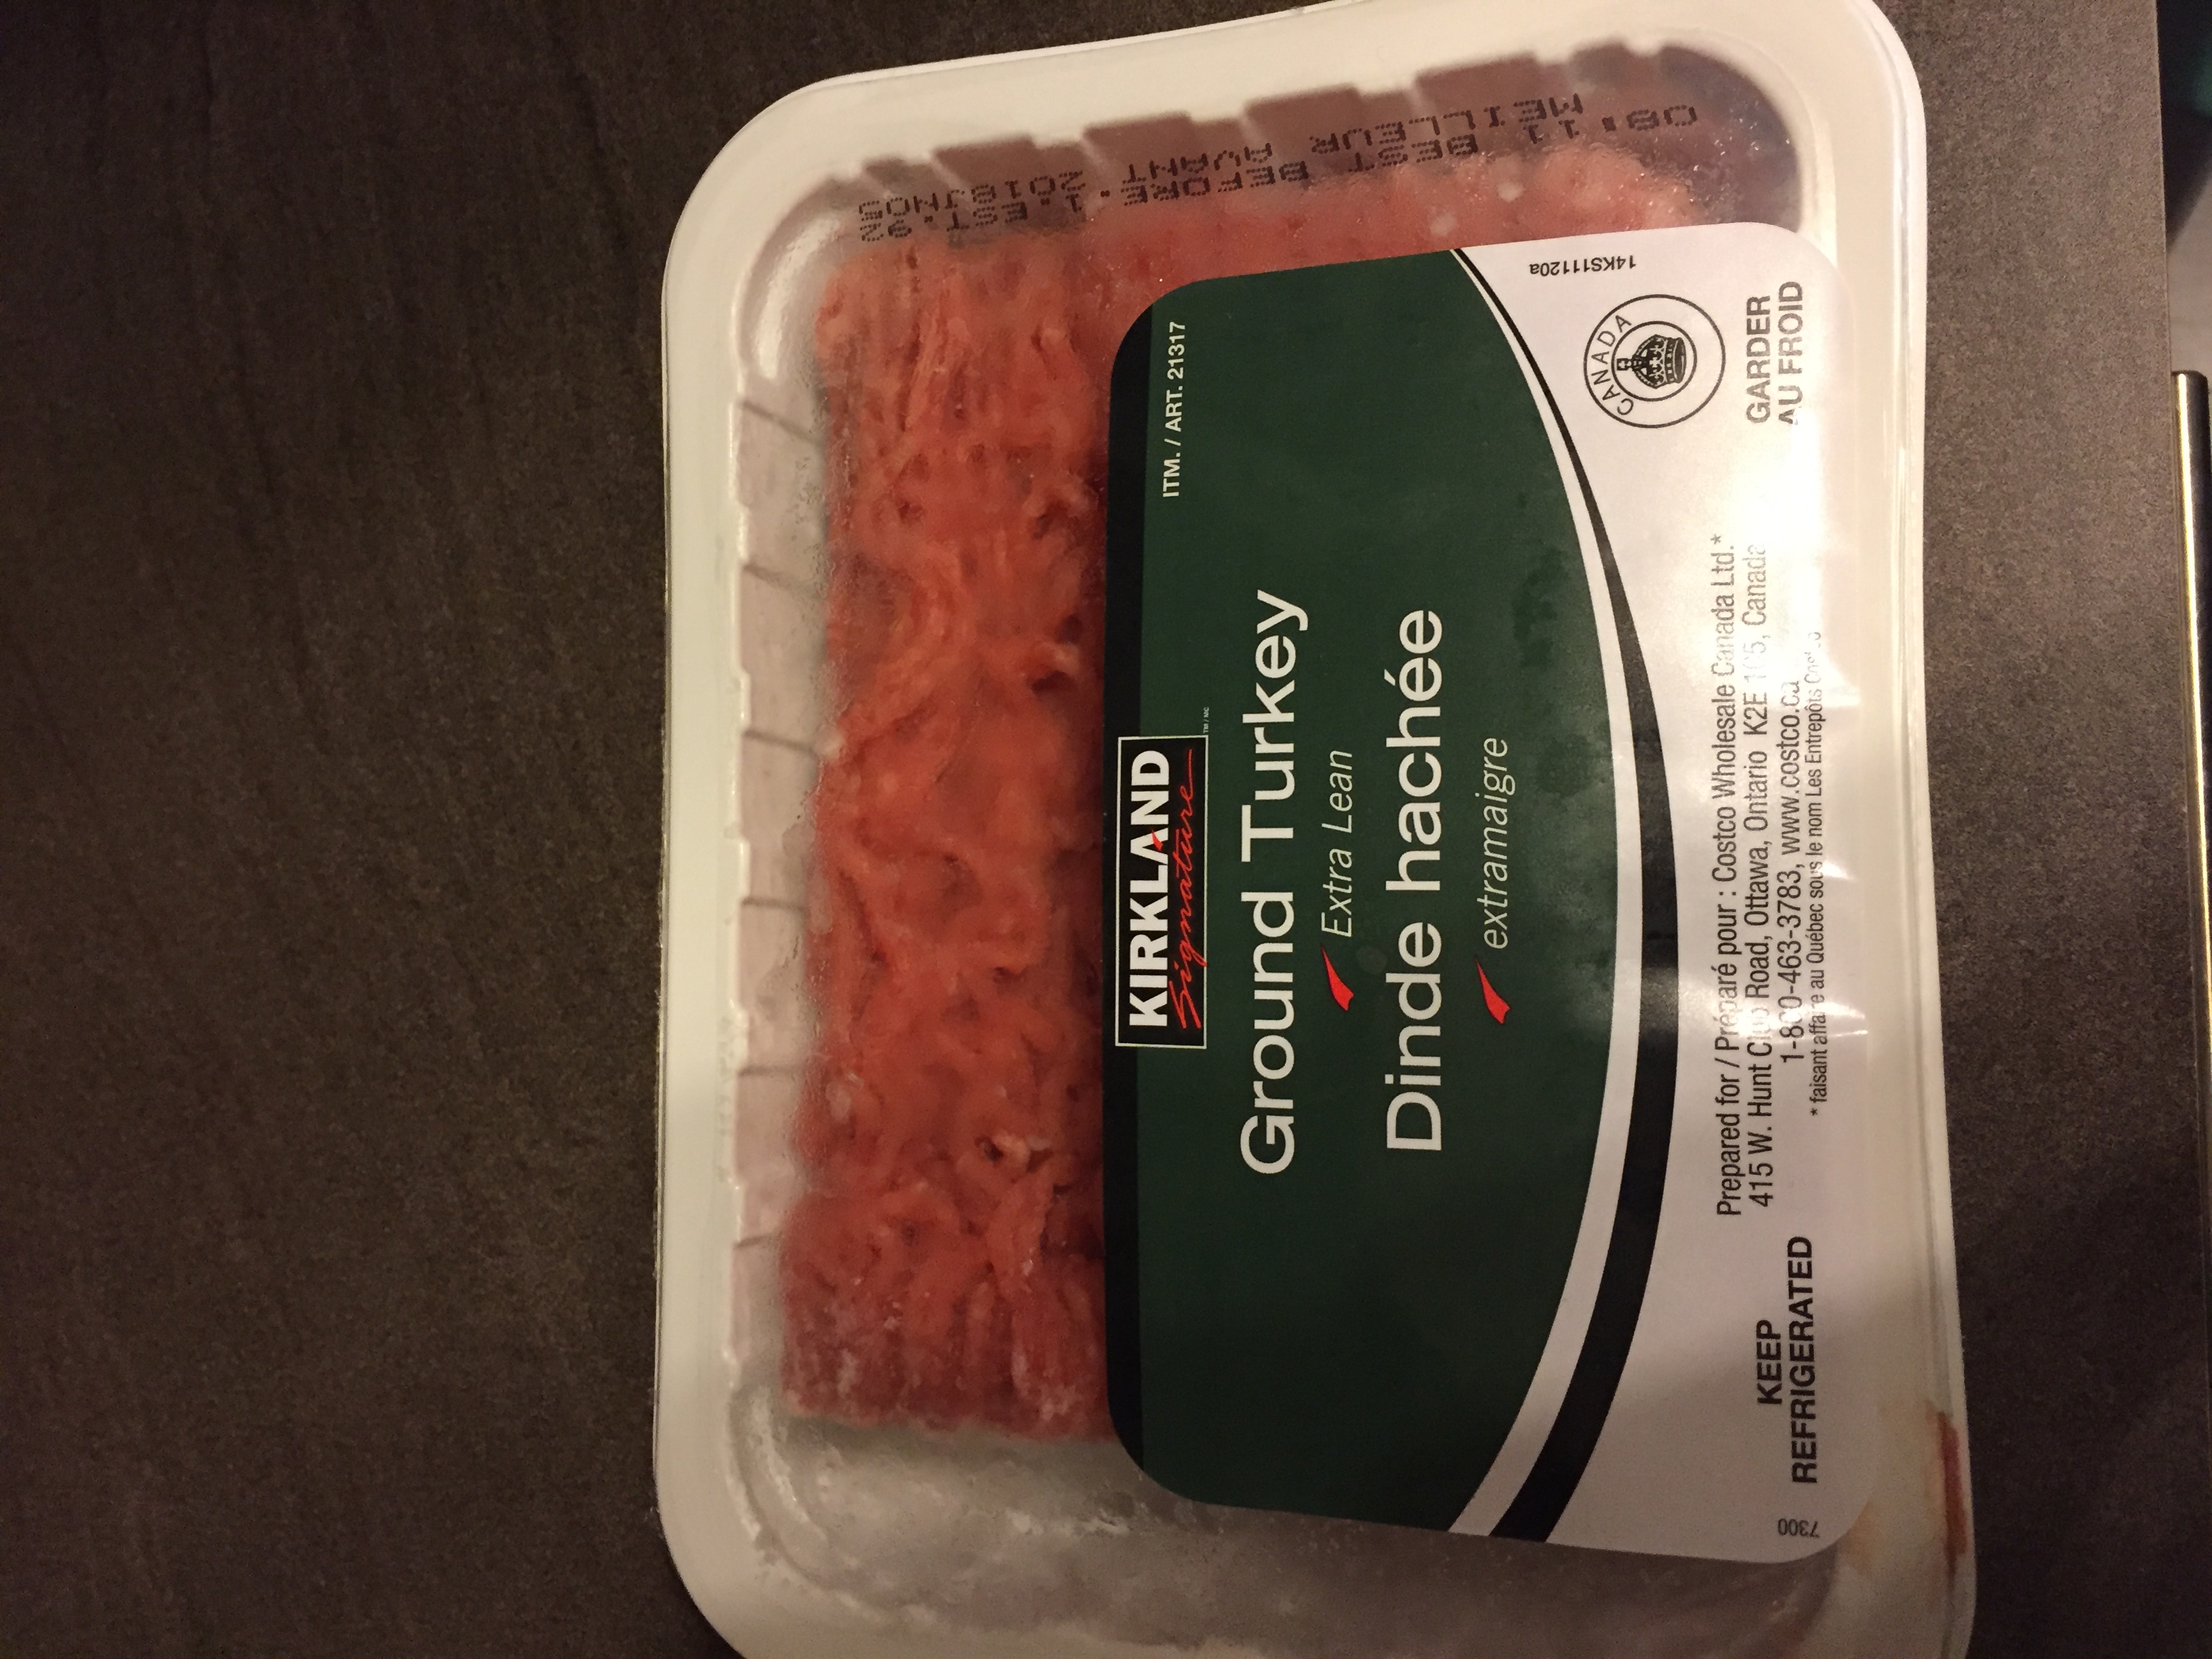 KIRKLAND
Signature
TM / MC
ITM. / ART. 21317
Ground Turkey
Extra Lean
Dinde hachée
extramaigre
14KS11120a
CANADA
Prepared for / Préparé pour : Costco Wholesale Canada Ltd.*
415 W. Hunt Club Road, Ottawa, Ontario K2E 1C5, Canada
1-800-463-3783, www.costco.ca
* faisant affaire au Québec sous le nom Les Entrepôts Costco
KEEP
REFRIGERATED
GARDER
AU FROID
7300
BEST BEFORE
MEILLEUR AVANT
2018JN05